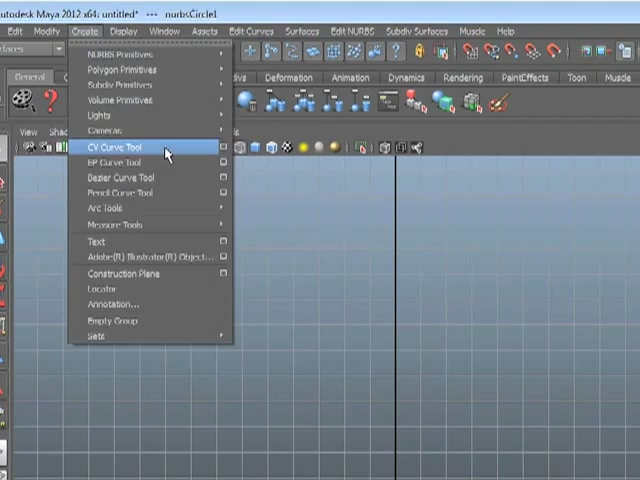 Autodesk Maya 2012 x64: untitled* --- nurbsCircle1
Edit Modify Create Display Window Assets Edit Curves Surfaces Edit NURBS Subdiv Surfaces Muscle Help
General Deformation Animation Dynamics Rendering PaintEffects Toon Muscle
NURBS Primitives
Polygon Primitives
Subdiv Primitives
Volume Primitives
Lights
View
Cameras
CV Curve Tool
EP Curve Tool
Bezier Curve Tool
Pencil Curve Tool
Arc Tools
Measure Tools
Text
Adobe(R) Illustrator(R) Object...
Construction Plane
Locator
Annotation...
Empty Group
Sets